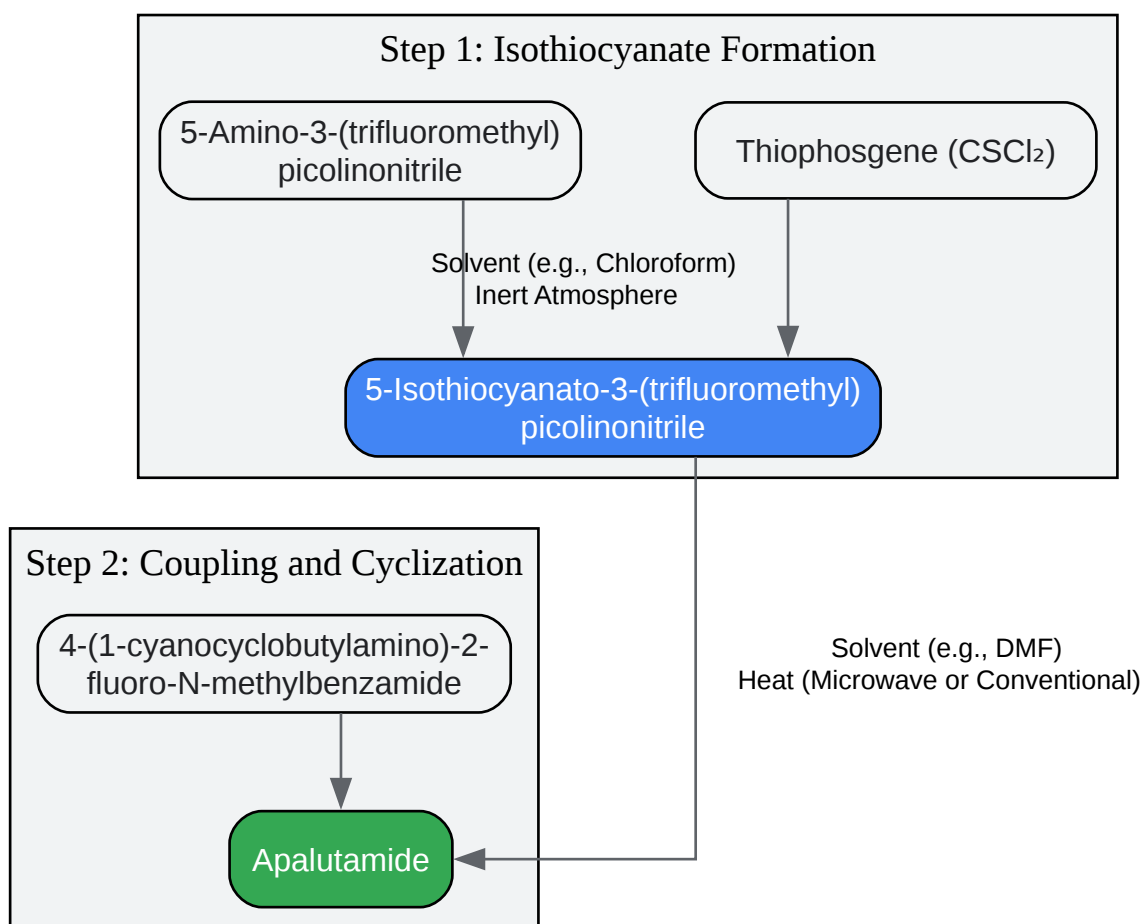 Step 1: Isothiocyanate Formation
5-Amino-3-(trifluoromethyl)
picolinonitrile
Thiophosgene (CSCl₂)
Solvent (e.g., Chloroform)
Inert Atmosphere
5-Isothiocyanato-3-(trifluoromethyl)
picolinonitrile
Step 2: Coupling and Cyclization
4-(1-cyanocyclobutylamino)-2-
fluoro-N-methylbenzamide
Solvent (e.g., DMF)
Heat (Microwave or Conventional)
Apalutamide